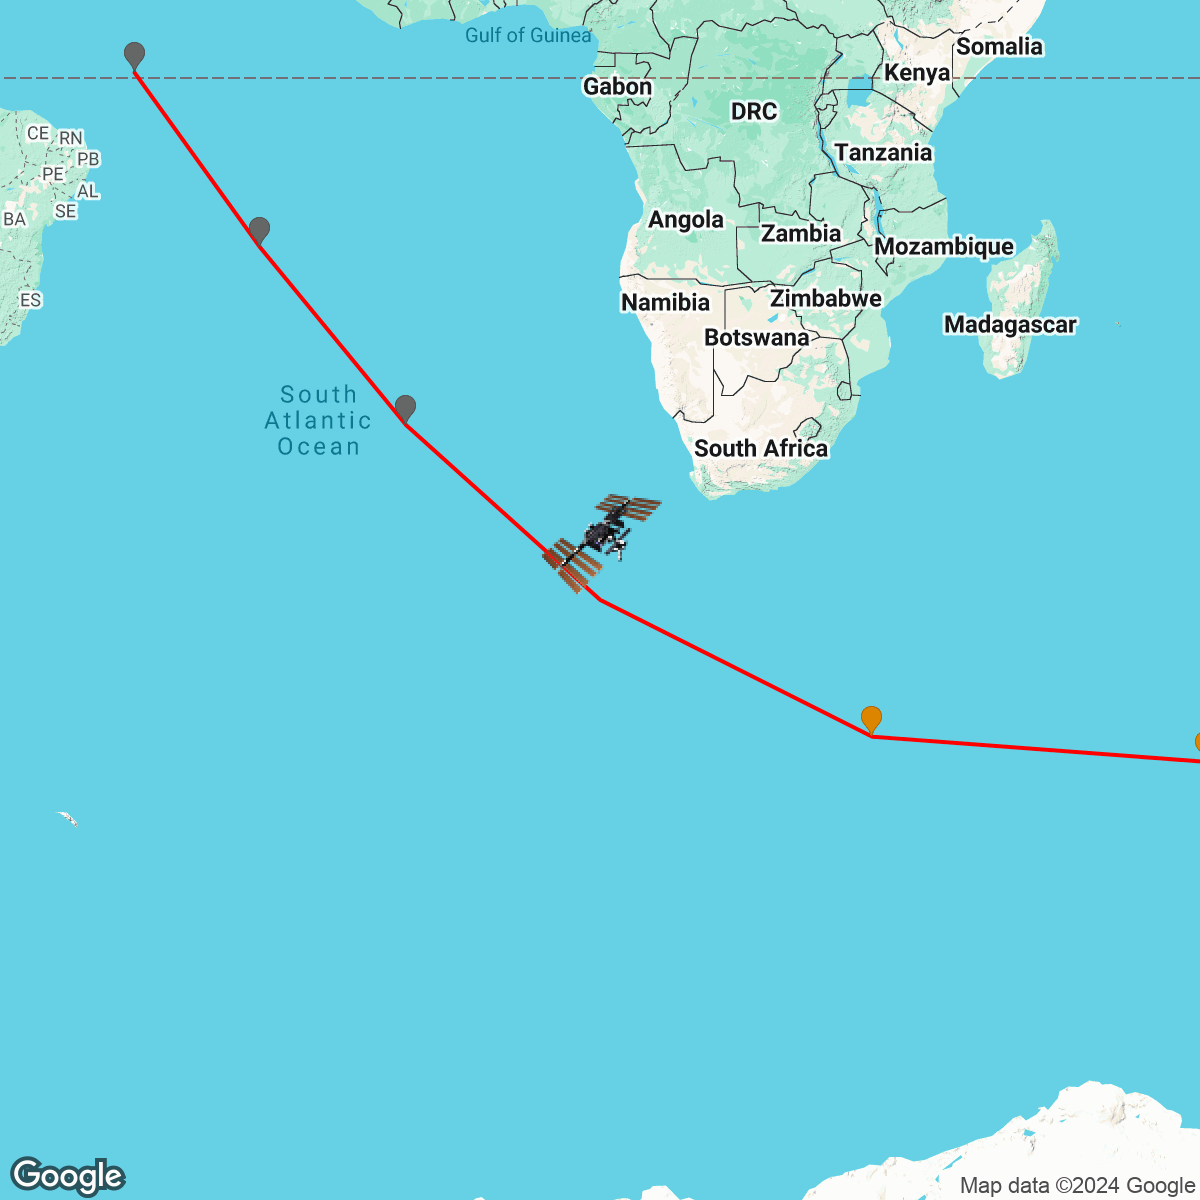 Gulf of Guinea
Somalia
Kenya
Gabon
DRC
CE
RN
Tanzania
PB
PE
AL
SE
BA
Angola
Zambia
Mozambique
ES
Namibia
Zimbabwe
Madagascar
Botswana
South
Atlantic
Ocean
South Africa
Google
Map data ©2024 Google